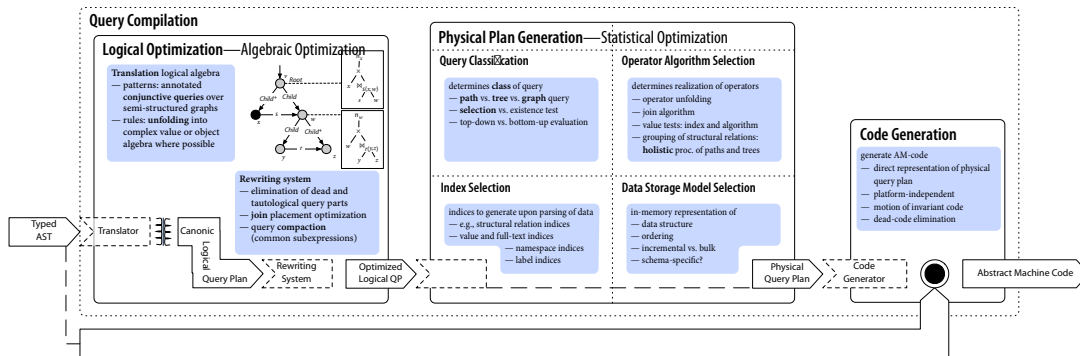 Query Compilation
Logical Optimization—Algebraic Optimization
Translation logical algebra
— patterns: annotated
conjunctive queries over
semi-structured graphs
— rules: unfolding into
complex value or object
algebra where possible
Root
v
Child⁺
Child
x
s
w
Child
Child⁺
y
r
z
×
x
s
w
×
w
y
z
Rewriting system
— elimination of dead and
tautological query parts
— join placement optimization
— query compaction
(common subexpressions)
Typed
AST
Translator
Canonic
Logical
Query Plan
Rewriting
System
Optimized
Logical QP
Physical Plan Generation—Statistical Optimization
Query Classi cation
determines class of query
— path vs. tree vs. graph query
— selection vs. existence test
— top-down vs. bottom-up evaluation
Operator Algorithm Selection
determines realization of operators
— operator unfolding
— join algorithm
— value tests: index and algorithm
— grouping of structural relations:
holistic proc. of paths and trees
Index Selection
indices to generate upon parsing of data
— e.g., structural relation indices
— value and full-text indices
— namespace indices
— label indices
Data Storage Model Selection
in-memory representation of
— data structure
— ordering
— incremental vs. bulk
— schema-specific?
Physical
Query Plan
Code Generation
generate AM-code
— direct representation of physical
query plan
— platform-independent
— motion of invariant code
— dead-code elimination
Code
Generator
Abstract Machine Code